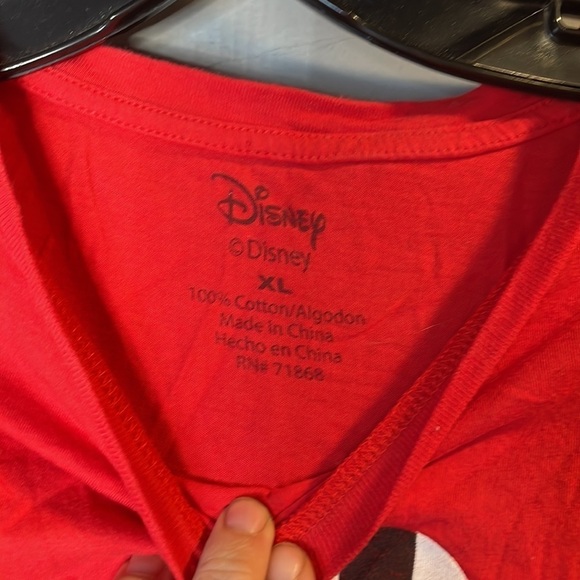 Disney
© Disney
XL
100% Cotton/Algodon
Made in China
Hecho en China
RN# 71868